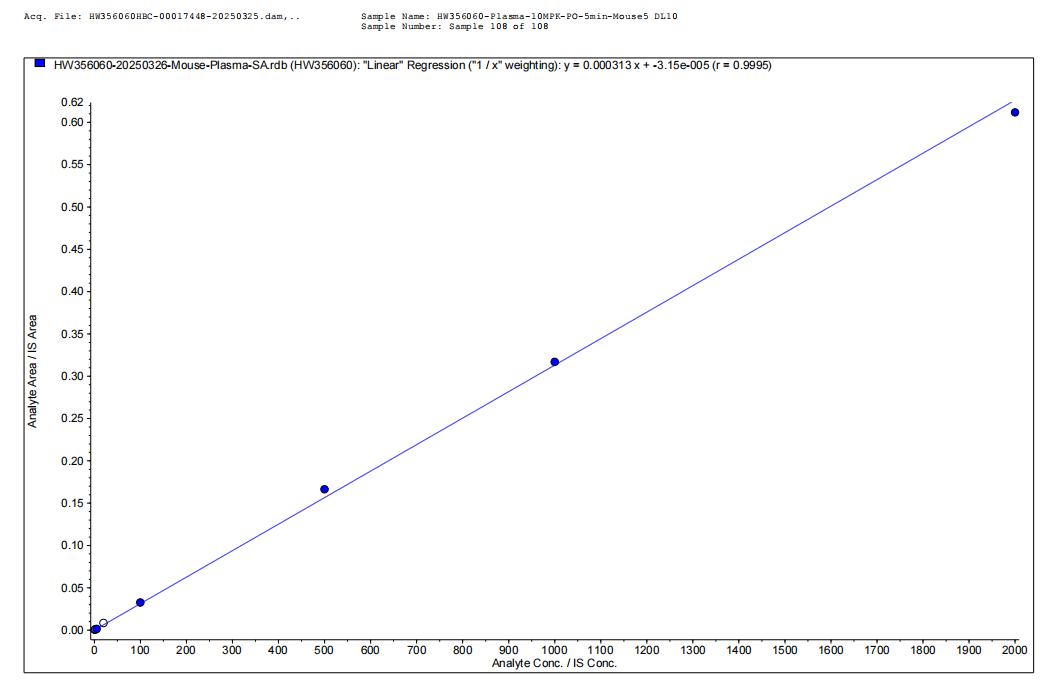 Acq. File: HW356060HBC-00017448-20250325.dam,..
Sample Name: HW356060-Plasma-10MPK-PO-5min-Mouse5 DL10
Sample Number: Sample 108 of 108
HW356060-20250326-Mouse-Plasma-SA.rdb (HW356060): "Linear" Regression ("1 / x" weighting): y = 0.000313 x + -3.15e-005 (r = 0.9995)
0.62
0.60
0.55
0.50
0.45
0.40
0.35
0.30
0.25
0.20
0.15
0.10
0.05
0.00
Analyte Area / IS Area
0 100 200 300 400 500 600 700 800 900 1000 1100 1200 1300 1400 1500 1600 1700 1800 1900 2000
Analyte Conc. / IS Conc.